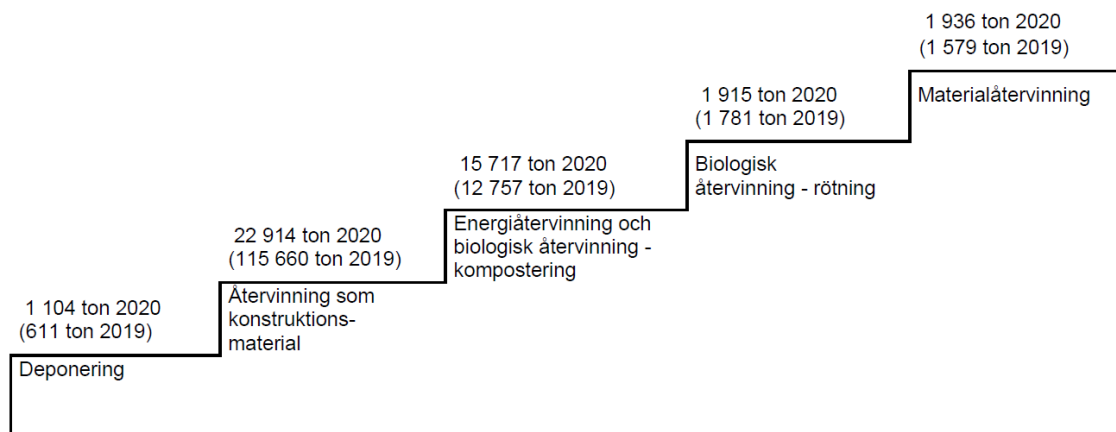 1 104 ton 2020
(611 ton 2019)
Deponering
22 914 ton 2020
(115 660 ton 2019)
Återvinning som
konstruktions-
material
15 717 ton 2020
(12 757 ton 2019)
Energiåtervinning och
biologisk återvinning -
kompostering
1 915 ton 2020
(1 781 ton 2019)
Biologisk
återvinning - rötning
1 936 ton 2020
(1 579 ton 2019)
Materialåtervinning